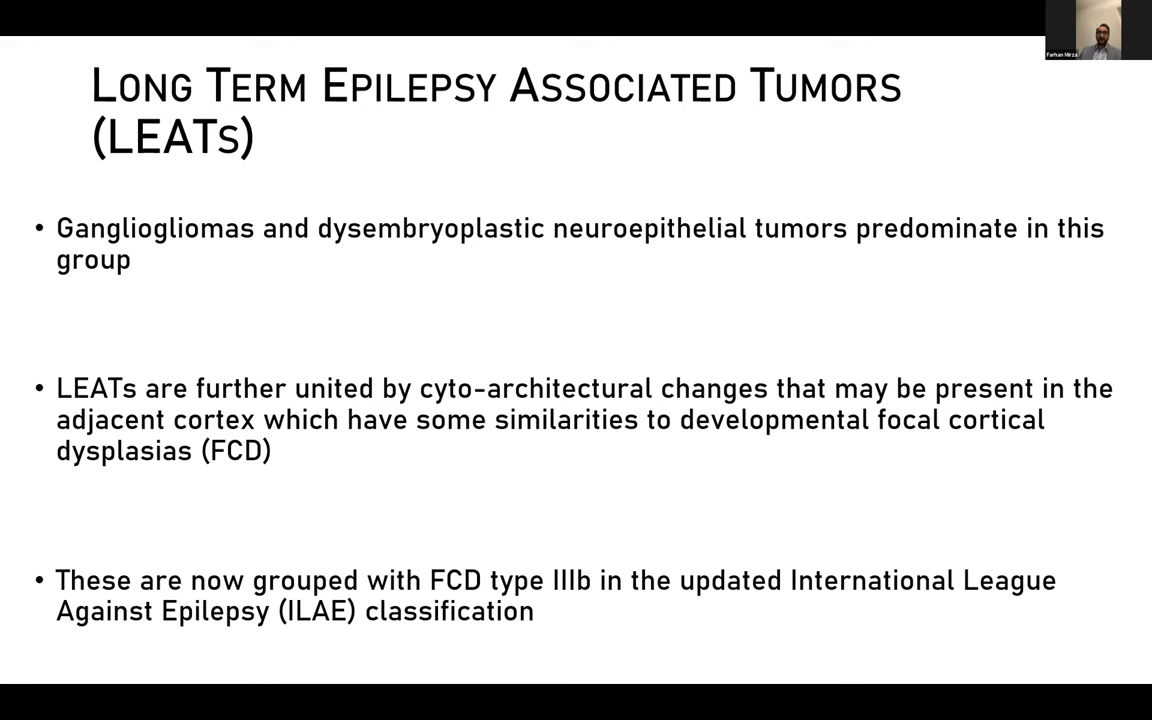 Farhan Mirza
LONG TERM EPILEPSY ASSOCIATED TUMORS
(LEATS)
• Gangliogliomas and dysembryoplastic neuroepithelial tumors predominate in this
group
• LEATs are further united by cyto-architectural changes that may be present in the
adjacent cortex which have some similarities to developmental focal cortical
dysplasias (FCD)
• These are now grouped with FCD type IIIb in the updated International League
Against Epilepsy (ILAE) classification